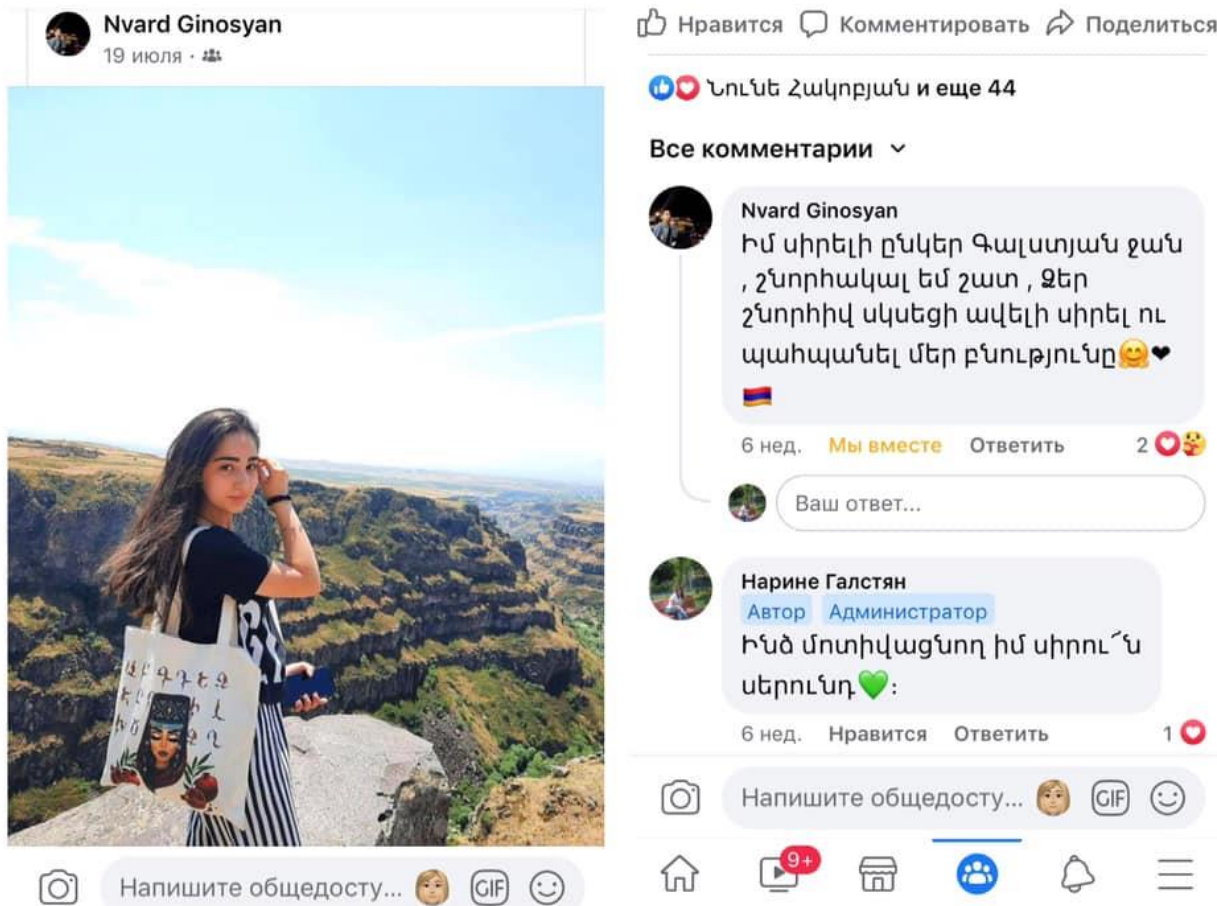 Nvard Ginosyan
19 июля ·
Напишите общедосту...
GIF
Нравится Комментировать Поделиться
Նունե Հակոբյան и еще 44
Все комментарии
Nvard Ginosyan
Իմ սիրելի ընկեր Գալստյան ջան
, շնորհակալ եմ շատ , Ձեր
շնորհիվ սկսեցի ավելի սիրել ու
պահպանել մեր բնությունը🤗❤
🇦🇲
6 нед. Мы вместе Ответить 2
Ваш ответ...
Нарине Галстян
Автор Администратор
Ինձ մոտիվացնող իմ սիրու՜ն
սերունդ💚։
6 нед. Нравится Ответить 1
Напишите общедосту...
GIF
9+